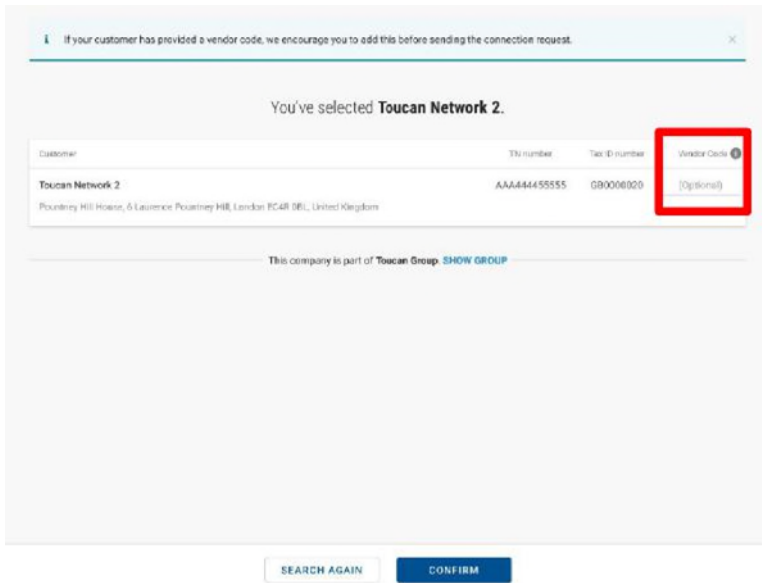 i If your customer has provided a vendor code, we encourage you to add this before sending the connection request. ×
You've selected Toucan Network 2.
Customer TN number Tax ID number Vendor Code i
Toucan Network 2 AAA444455555 GB0008020 (Optional)
Pountney Hill House, 6 Laurence Pountney Hill, London EC4R 0BL, United Kingdom
This company is part of Toucan Group. SHOW GROUP
SEARCH AGAIN CONFIRM